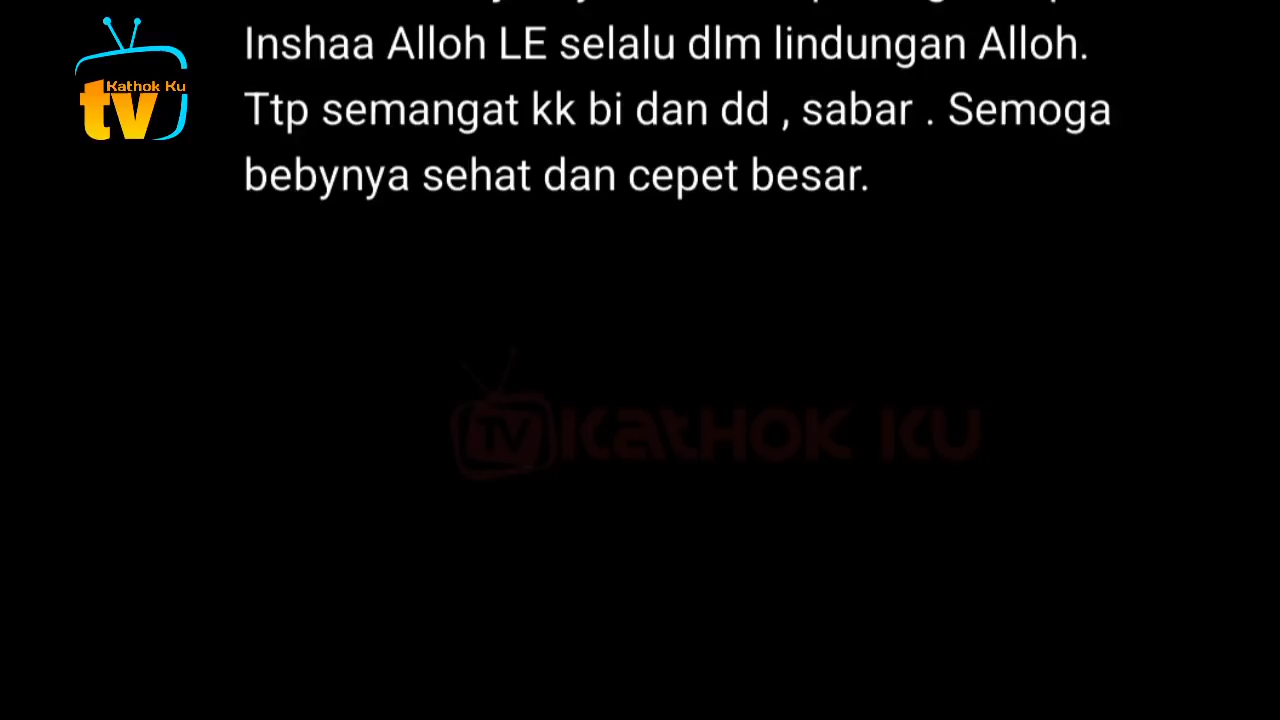 Inshaa Alloh LE selalu dlm lindungan Alloh.
Ttp semangat kk bi dan dd , sabar . Semoga
bebynya sehat dan cepet besar.
Kathok Ku
tv
TV KATHOK KU